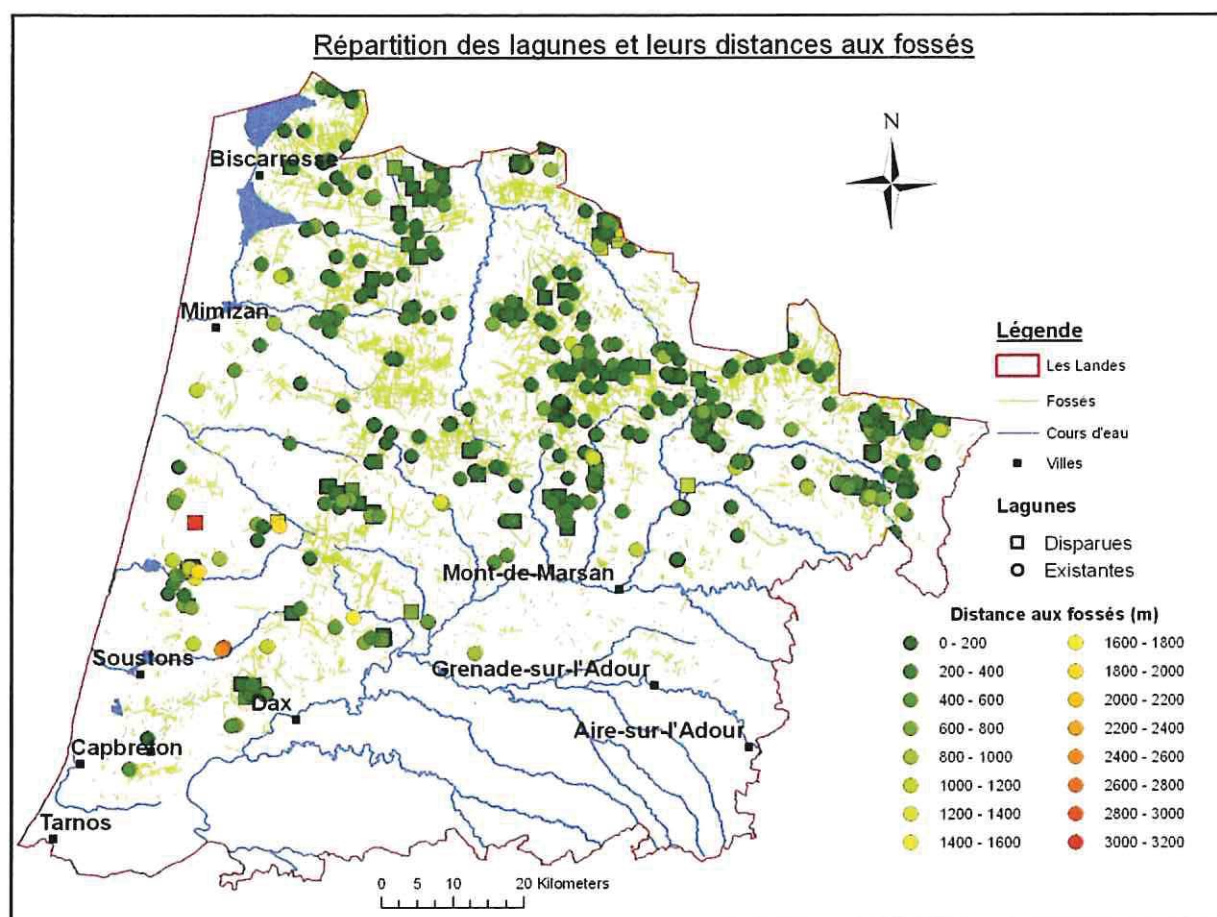 Répartition des lagunes et leurs distances aux fossés
N
Biscarrosse
Mimizan
Mont-de-Marsan
Soustons
Grenade-sur-l'Adour
Dax
Aire-sur-l'Adour
Capbreton
Tarnos
0 5 10 20 Kilometers
Légende
Les Landes
Fossés
Cours d'eau
Villes
Lagunes
Disparues
Existantes
Distance aux fossés (m)
0 - 200
200 - 400
400 - 600
600 - 800
800 - 1000
1000 - 1200
1200 - 1400
1400 - 1600
1600 - 1800
1800 - 2000
2000 - 2200
2200 - 2400
2400 - 2600
2600 - 2800
2800 - 3000
3000 - 3200